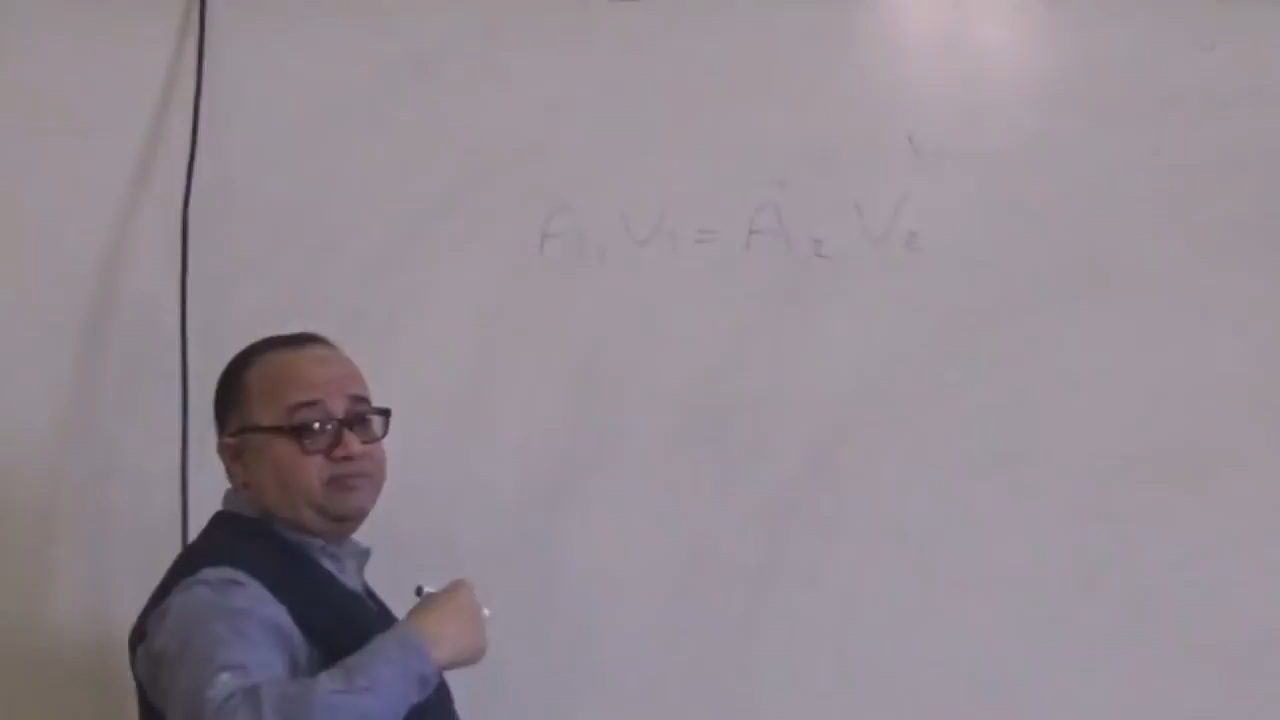 A₁ V₁ = A₂ V₂